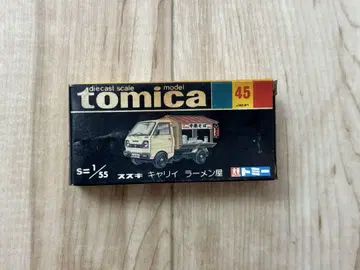 diecast scale model
tomica
45
S=1/55
スズキ キャリイ ラーメン屋
トミー